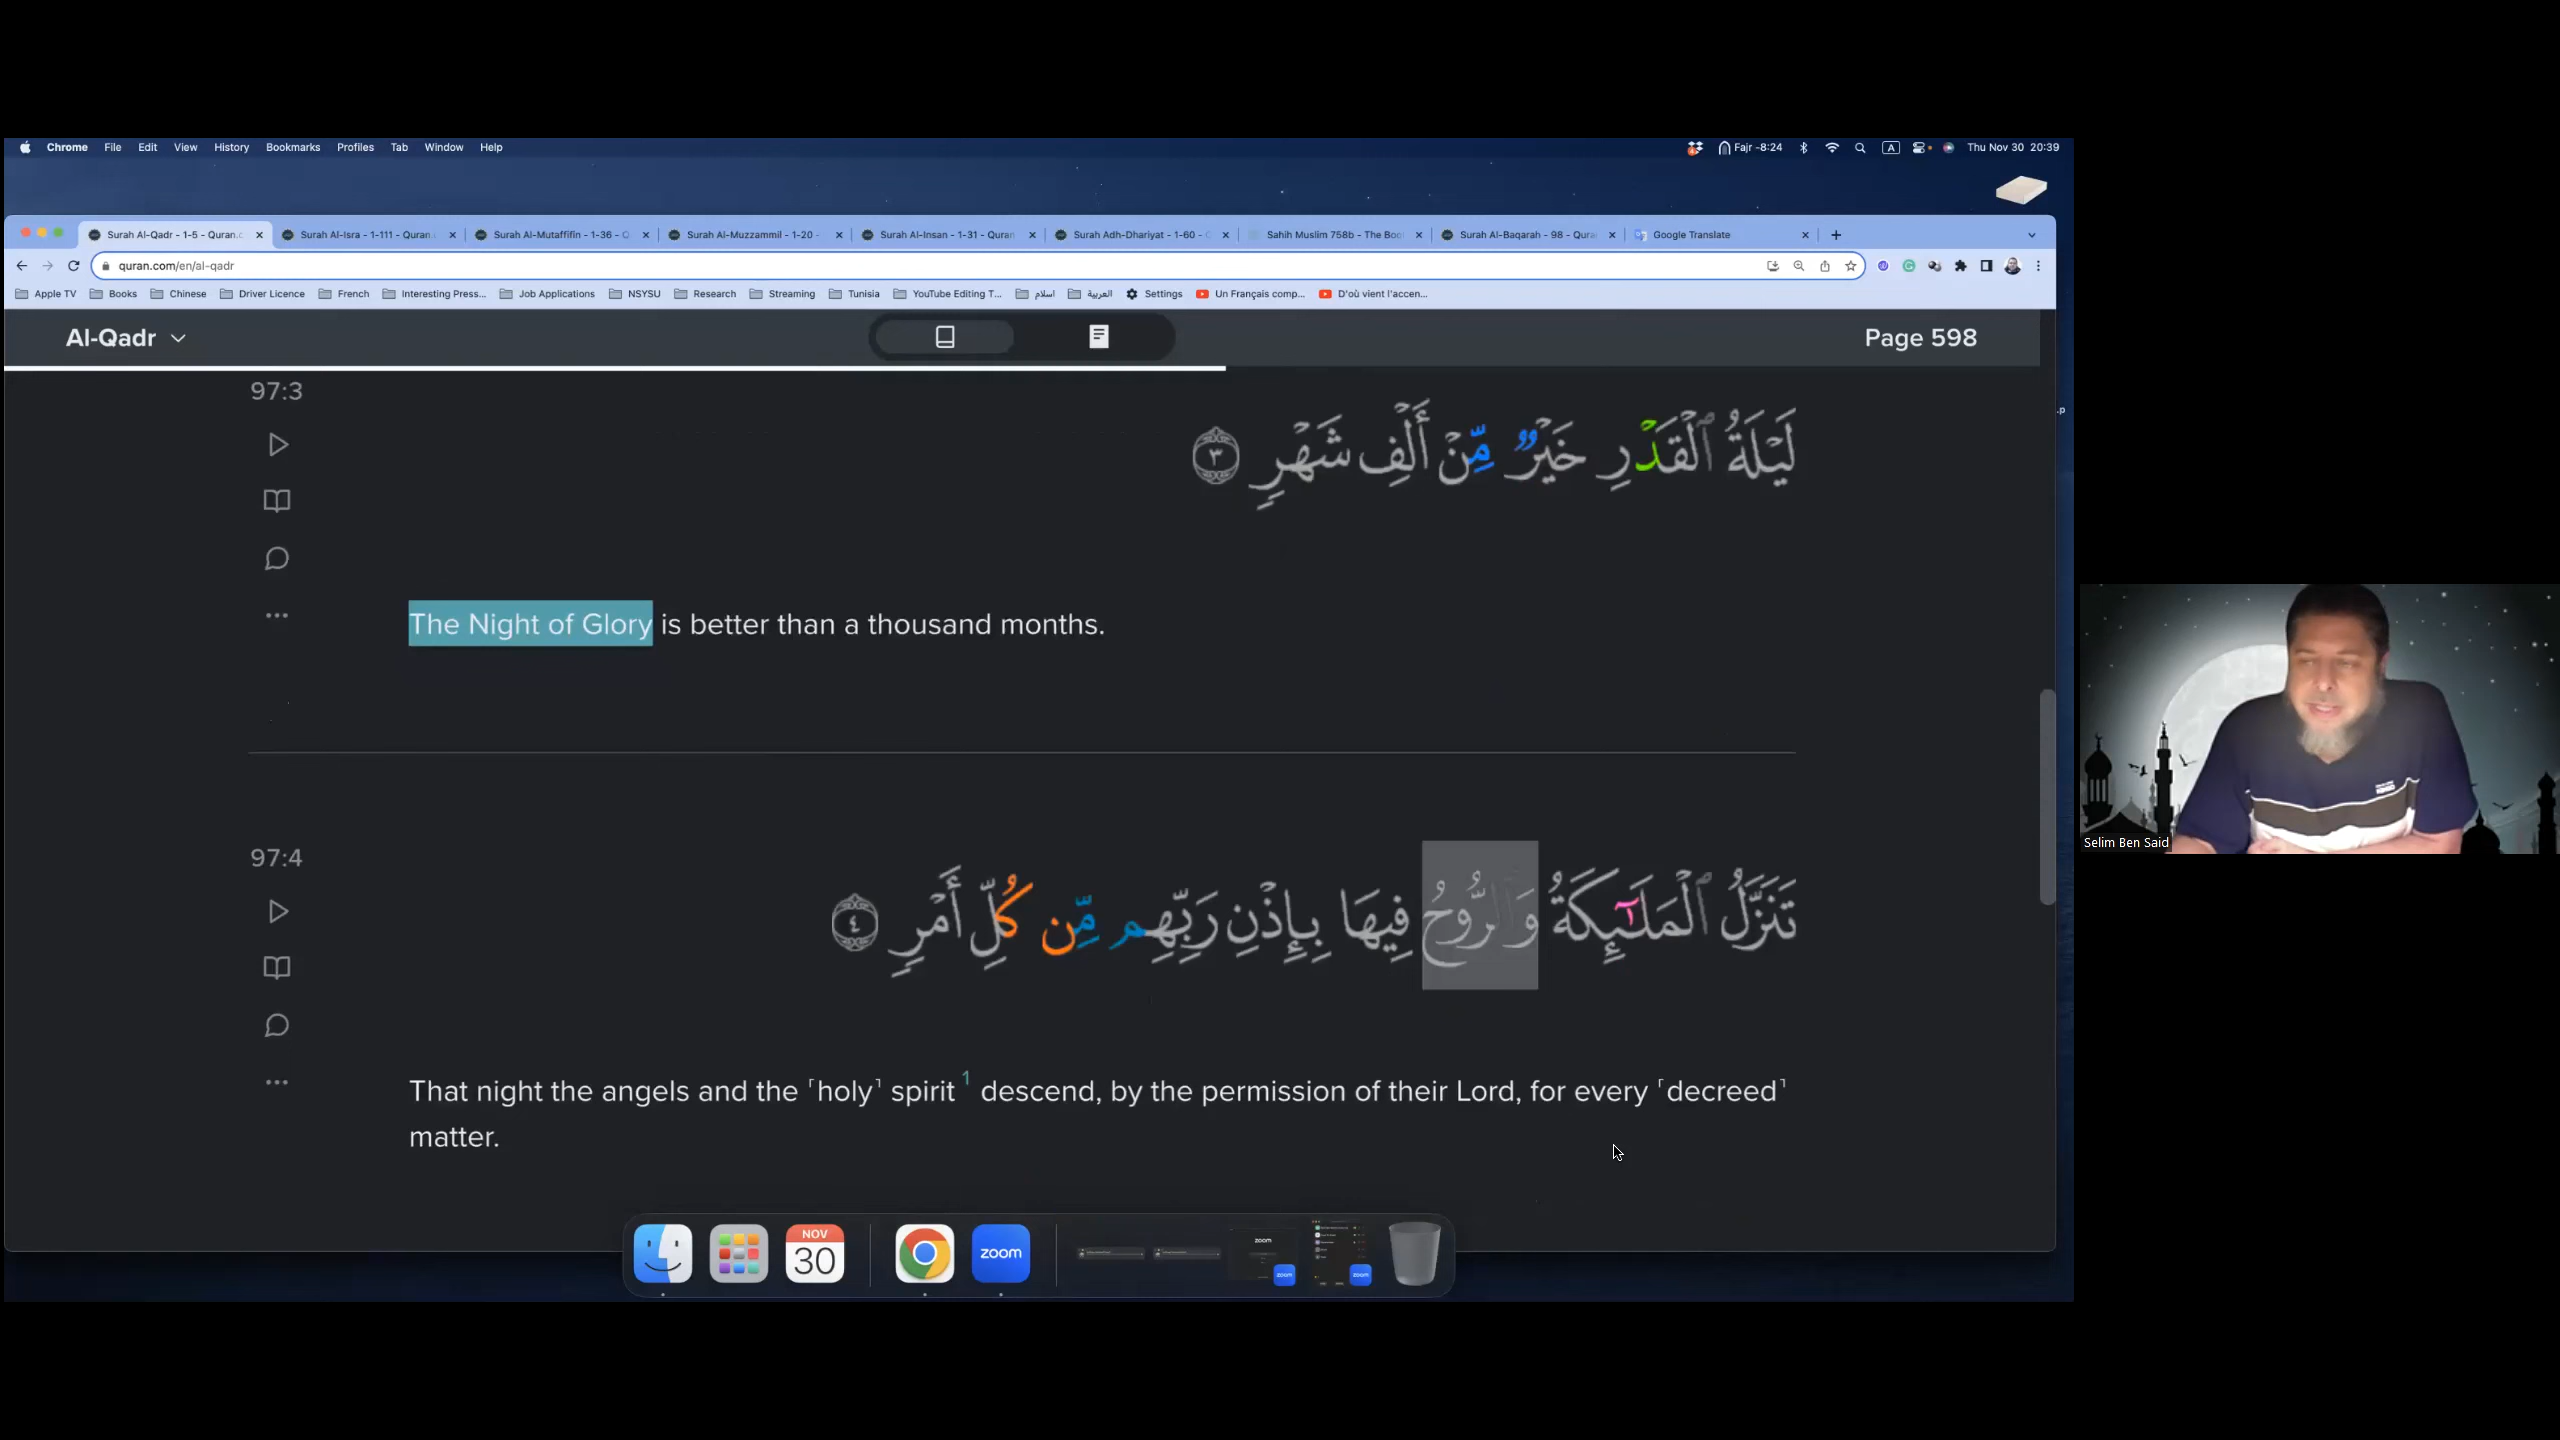 Chrome File Edit View History Bookmarks Profiles Tab Window Help
Fajr -8:24 A Thu Nov 30 20:39
Surah Al-Qadr - 1-5 - Quran.c
Surah Al-Isra - 1-111 - Quran
Surah Al-Mutaffifin - 1-36 - Q
Surah Al-Muzzammil - 1-20 -
Surah Al-Insan - 1-31 - Quran
Surah Adh-Dhariyat - 1-60 - Q
Sahih Muslim 758b - The Boo
Surah Al-Baqarah - 98 - Qura
Google Translate
quran.com/en/al-qadr
Apple TV Books Chinese Driver Licence French Interesting Press... Job Applications NSYSU Research Streaming Tunisia YouTube Editing T... اسلام العربية Settings Un Français comp... D'où vient l'accen...
Al-Qadr
Page 598
97:3
لَيْلَةُ ٱلْقَدْرِ خَيْرٌ مِّنْ أَلْفِ شَهْرٍ ٣
The Night of Glory is better than a thousand months.
97:4
تَنَزَّلُ ٱلْمَلَـٰٓئِكَةُ وَٱلرُّوحُ فِيهَا بِإِذْنِ رَبِّهِم مِّن كُلِّ أَمْرٍ ٤
That night the angels and the ˹holy˺ spirit 1 descend, by the permission of their Lord, for every ˹decreed˺
matter.
Selim Ben Said
NOV
30
zoom
zoom
zoom
zoom